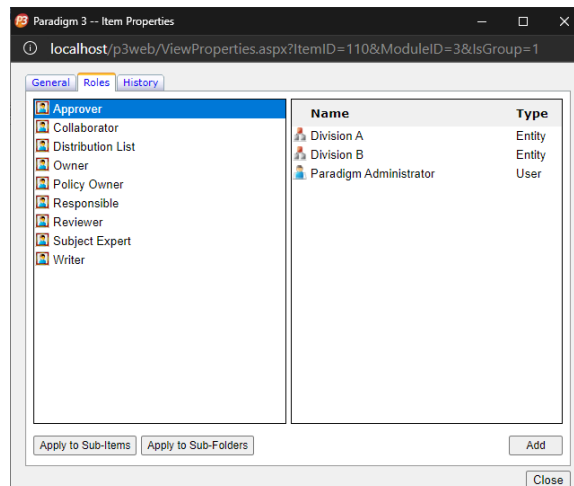 Paradigm 3 -- Item Properties
localhost/p3web/ViewProperties.aspx?ItemID=110&ModuleID=3&IsGroup=1
General Roles History
Approver
Collaborator
Distribution List
Owner
Policy Owner
Responsible
Reviewer
Subject Expert
Writer
Name Type
Division A Entity
Division B Entity
Paradigm Administrator User
Apply to Sub-Items Apply to Sub-Folders Add
Close